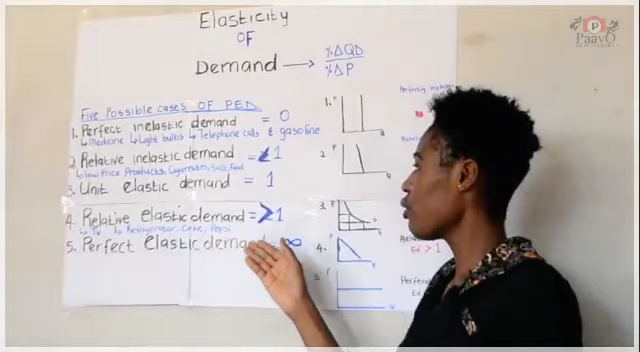 PaavO
Elasticity
OF
Demand → %ΔQD
%ΔP
Five Possible cases OF PED
1. Perfect inelastic demand = 0
↳ Medicine ↳ Light bulbs ↳ Telephone calls & gasoline
2. Relative inelastic demand = <1
↳ low Price Products, Cigarettes, Salt, Food
3. Unit elastic demand = 1
4. Relative elastic demand = >1
↳ TV ↳ Refrigerator, Cake, Pepsi
5. Perfect elastic demand = ∞
1. P
Q
2. P
Q
3. P
4. P
5. P
Perfectly
Ed > 1
Ed